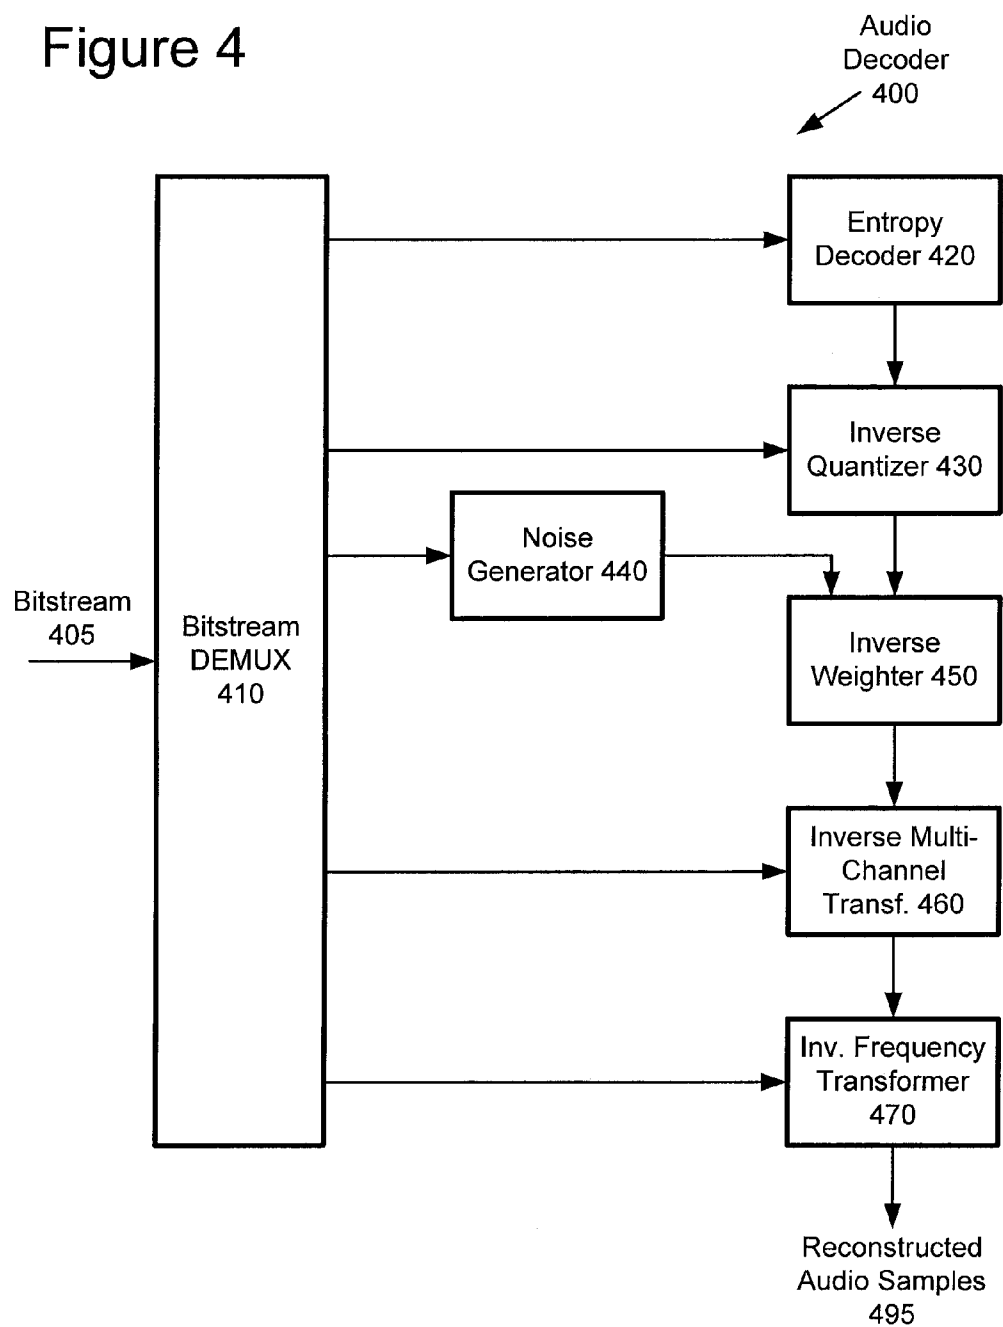 Figure 4
Audio
Decoder
400
Entropy
Decoder 420
Inverse
Quantizer 430
Noise
Generator 440
Bitstream
405
Bitstream
DEMUX
410
Inverse
Weighter 450
Inverse Multi-
Channel
Transf. 460
Inv. Frequency
Transformer
470
Reconstructed
Audio Samples
495